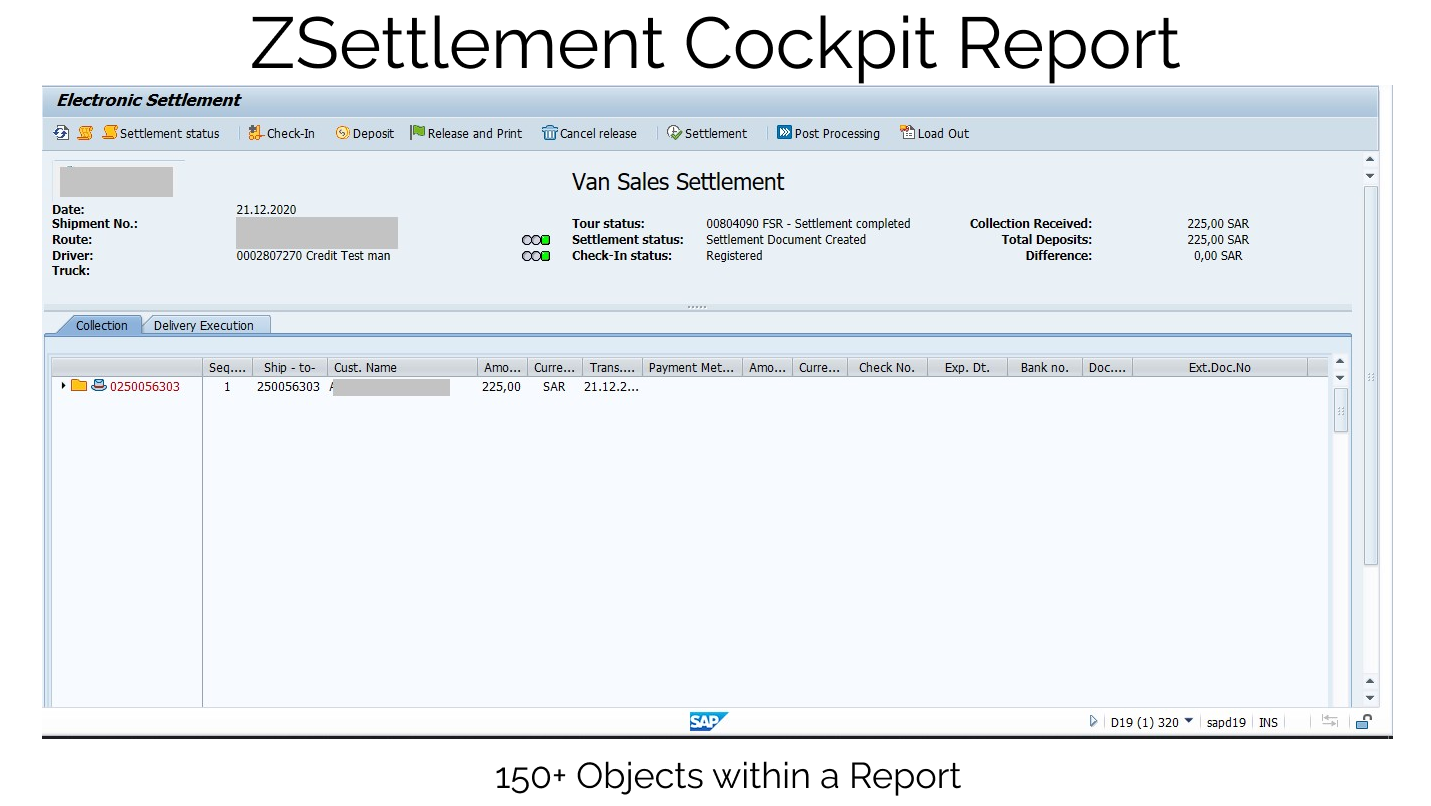 ZSettlement Cockpit Report
Electronic Settlement
Settlement status Check-In Deposit Release and Print Cancel release Settlement Post Processing Load Out
Van Sales Settlement
Date: 21.12.2020
Shipment No.: Tour status: 00804090 FSR - Settlement completed Collection Received: 225,00 SAR
Route: Settlement status: Settlement Document Created Total Deposits: 225,00 SAR
Driver: 0002807270 Credit Test man Check-In status: Registered Difference: 0,00 SAR
Truck:
Collection Delivery Execution
Seq.... Ship - to- Cust. Name Amo... Curre... Trans.... Payment Met... Amo... Curre... Check No. Exp. Dt. Bank no. Doc.... Ext.Doc.No
0250056303 1 250056303 225,00 SAR 21.12.2...
SAP D19 (1) 320 sapd19 INS
150+ Objects within a Report